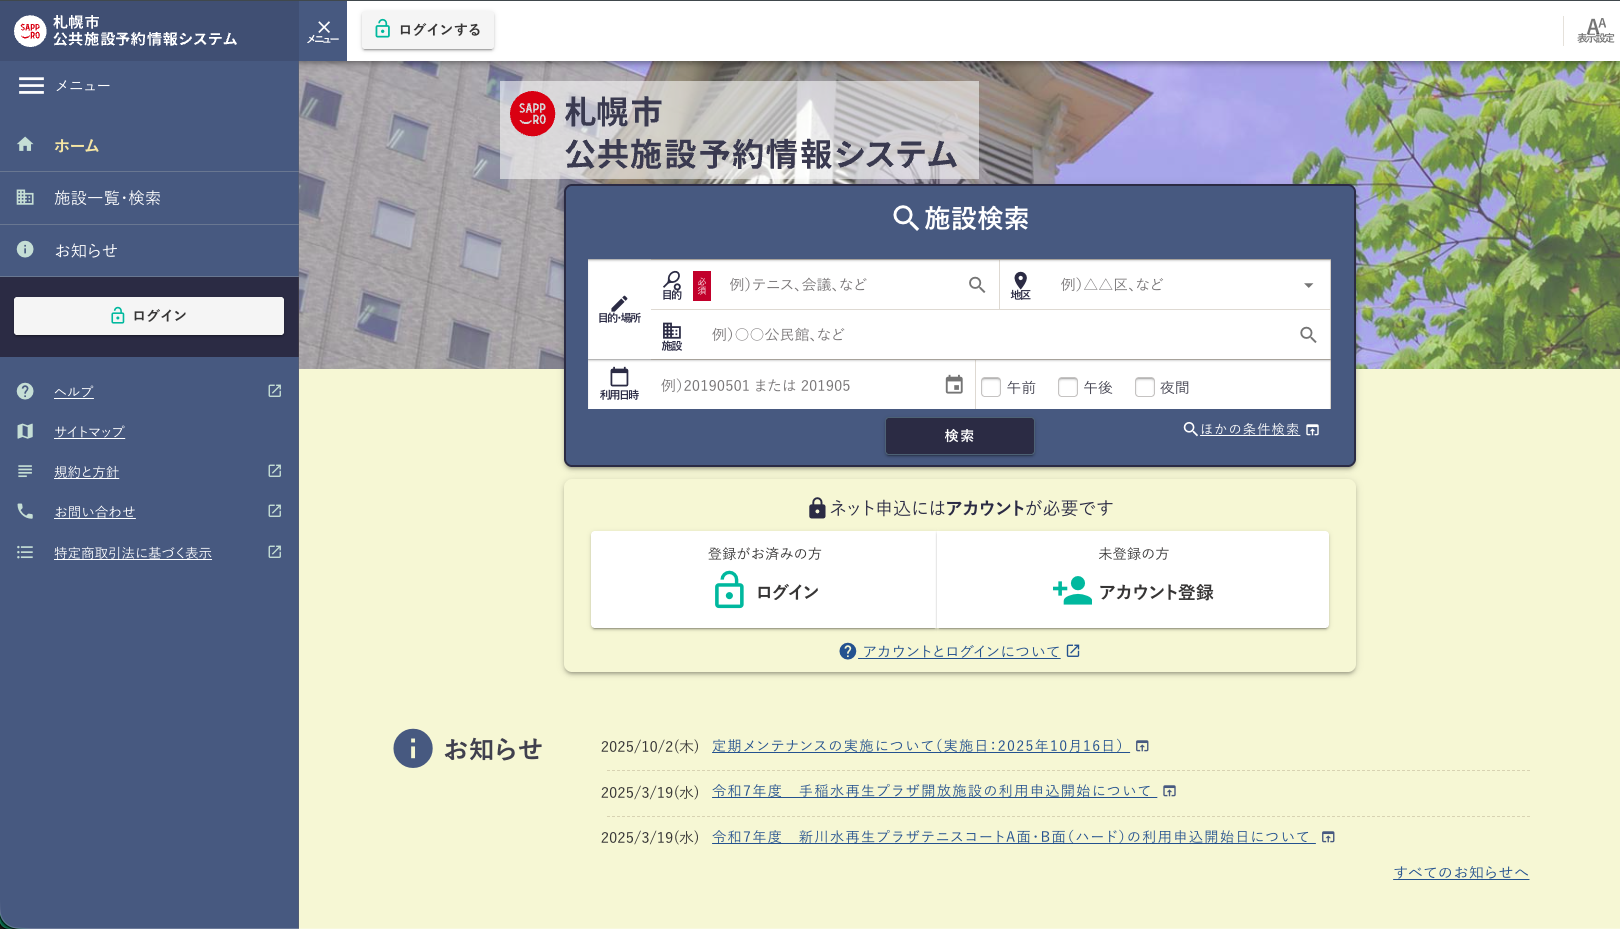 SAPP
RO
札幌市
公共施設予約情報システム
メニュー
ログインする
表示設定
メニュー
ホーム
施設一覧・検索
お知らせ
ログイン
ヘルプ
サイトマップ
規約と方針
お問い合わせ
特定商取引法に基づく表示
SAPP
RO
札幌市
公共施設予約情報システム
施設検索
目的・場所
目的
必須
例)テニス、会議、など
地区
例)△△区、など
施設
例)○○公民館、など
利用日時
例)20190501 または 201905
午前
午後
夜間
検索
ほかの条件検索
ネット申込にはアカウントが必要です
登録がお済みの方
ログイン
未登録の方
アカウント登録
アカウントとログインについて
お知らせ
2025/10/2(木) 定期メンテナンスの実施について(実施日:2025年10月16日)
2025/3/19(水) 令和7年度　手稲水再生プラザ開放施設の利用申込開始について
2025/3/19(水) 令和7年度　新川水再生プラザテニスコートA面・B面(ハード)の利用申込開始日について
すべてのお知らせへ